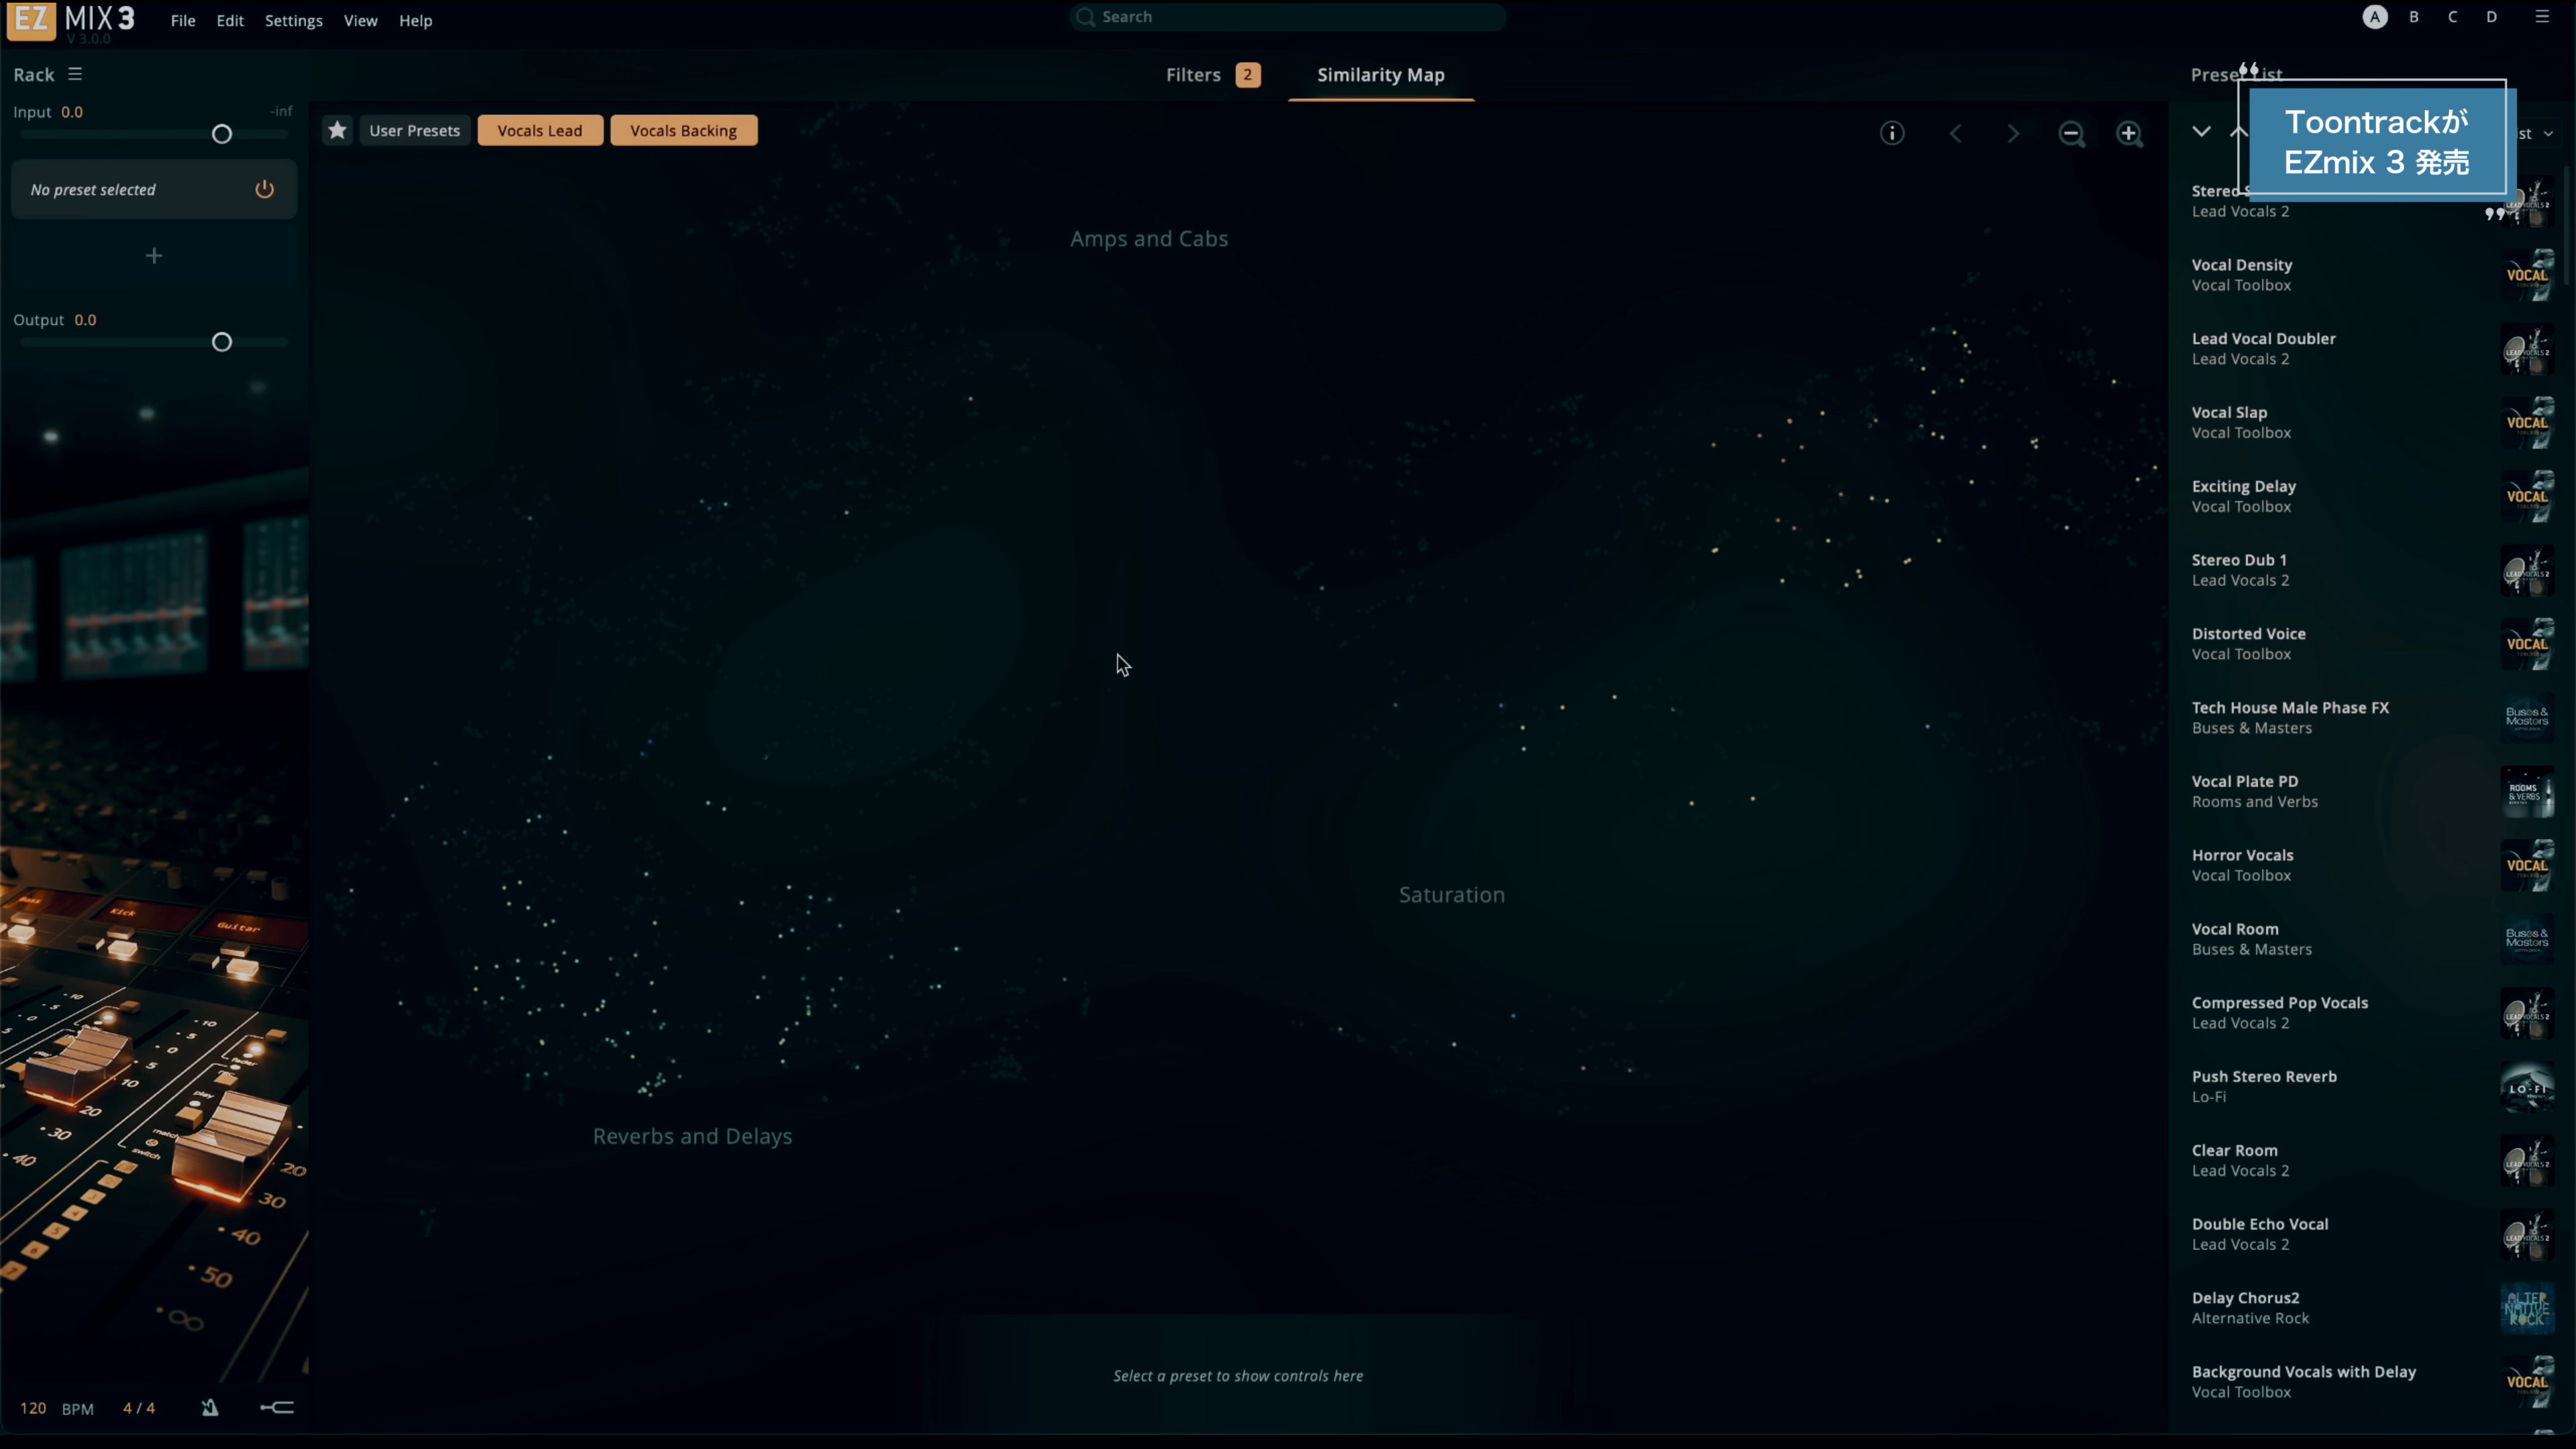 EZ MIX 3
V 3.0.0
File Edit Settings View Help
Search
A B C D
Rack
Filters 2
Similarity Map
Preset List
Input 0.0 -inf
User Presets
Vocals Lead
Vocals Backing
Toontrackが
EZmix 3 発売
No preset selected
Output 0.0
Amps and Cabs
Saturation
Reverbs and Delays
Select a preset to show controls here
Lead Vocals 2
Vocal Density
Vocal Toolbox
Lead Vocal Doubler
Lead Vocals 2
Vocal Slap
Vocal Toolbox
Exciting Delay
Vocal Toolbox
Stereo Dub 1
Lead Vocals 2
Distorted Voice
Vocal Toolbox
Tech House Male Phase FX
Buses & Masters
Vocal Plate PD
Rooms and Verbs
Horror Vocals
Vocal Toolbox
Vocal Room
Buses & Masters
Compressed Pop Vocals
Lead Vocals 2
Push Stereo Reverb
Lo-Fi
Clear Room
Lead Vocals 2
Double Echo Vocal
Lead Vocals 2
Delay Chorus2
Alternative Rock
Background Vocals with Delay
Vocal Toolbox
120 BPM 4 / 4